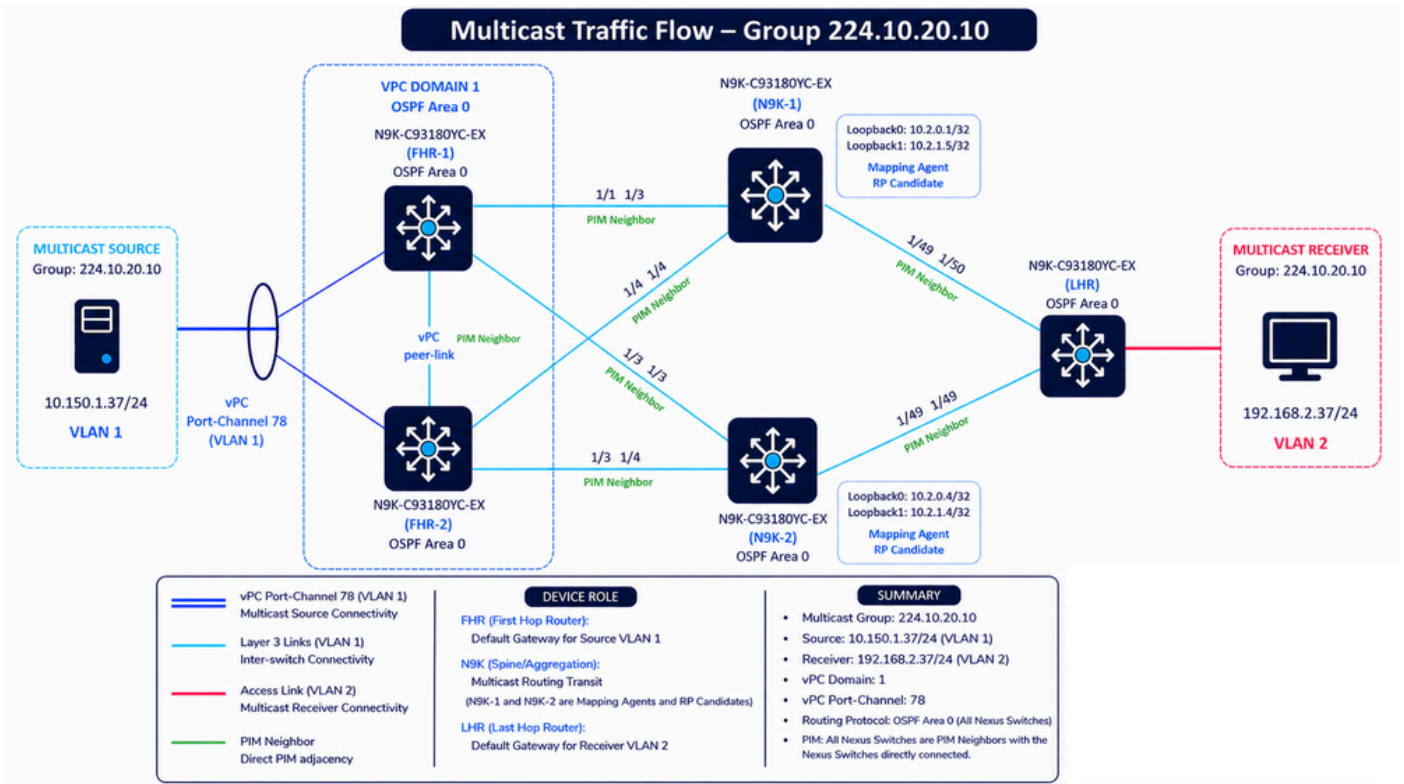 Multicast Traffic Flow – Group 224.10.20.10
VPC DOMAIN 1
OSPF Area 0
N9K-C93180YC-EX
(FHR-1)
OSPF Area 0
N9K-C93180YC-EX
(N9K-1)
OSPF Area 0
Loopback0: 10.2.0.1/32
Loopback1: 10.2.1.5/32
Mapping Agent
RP Candidate
1/1 1/3
PIM Neighbor
MULTICAST SOURCE
Group: 224.10.20.10
10.150.1.37/24
VLAN 1
vPC
Port-Channel 78
(VLAN 1)
vPC
peer-link
PIM Neighbor
1/4 1/4
PIM Neighbor
1/3 1/3
PIM Neighbor
1/49 1/50
PIM Neighbor
N9K-C93180YC-EX
(LHR)
OSPF Area 0
MULTICAST RECEIVER
Group: 224.10.20.10
192.168.2.37/24
VLAN 2
1/49 1/49
PIM Neighbor
1/3 1/4
PIM Neighbor
N9K-C93180YC-EX
(FHR-2)
OSPF Area 0
N9K-C93180YC-EX
(N9K-2)
OSPF Area 0
Loopback0: 10.2.0.4/32
Loopback1: 10.2.1.4/32
Mapping Agent
RP Candidate
vPC Port-Channel 78 (VLAN 1)
Multicast Source Connectivity
Layer 3 Links (VLAN 1)
Inter-switch Connectivity
Access Link (VLAN 2)
Multicast Receiver Connectivity
PIM Neighbor
Direct PIM adjacency
DEVICE ROLE
FHR (First Hop Router):
Default Gateway for Source VLAN 1
N9K (Spine/Aggregation):
Multicast Routing Transit
(N9K-1 and N9K-2 are Mapping Agents and RP Candidates)
LHR (Last Hop Router):
Default Gateway for Receiver VLAN 2
SUMMARY
• Multicast Group: 224.10.20.10
• Source: 10.150.1.37/24 (VLAN 1)
• Receiver: 192.168.2.37/24 (VLAN 2)
• vPC Domain: 1
• vPC Port-Channel: 78
• Routing Protocol: OSPF Area 0 (All Nexus Switches)
• PIM: All Nexus Switches are PIM Neighbors with the
Nexus Switches directly connected.